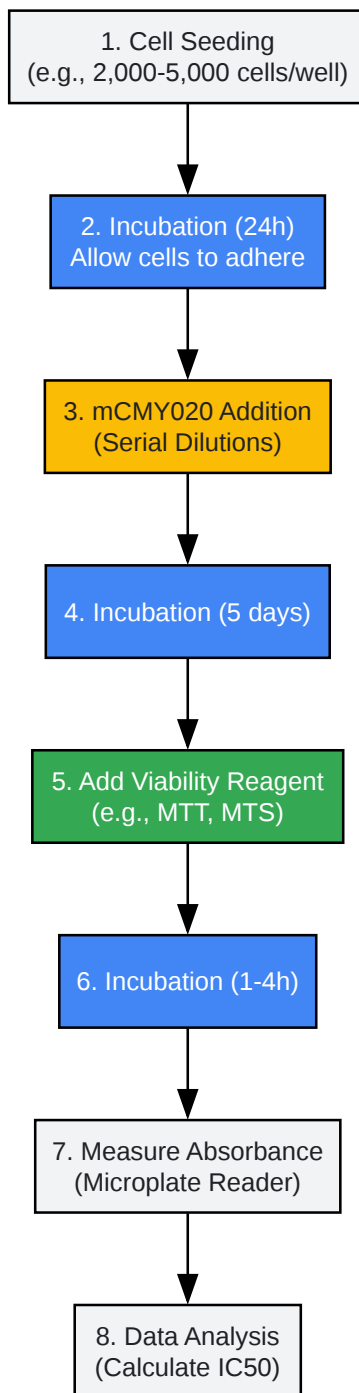 1. Cell Seeding
(e.g., 2,000-5,000 cells/well)
2. Incubation (24h)
Allow cells to adhere
3. mCMY020 Addition
(Serial Dilutions)
4. Incubation (5 days)
5. Add Viability Reagent
(e.g., MTT, MTS)
6. Incubation (1-4h)
7. Measure Absorbance
(Microplate Reader)
8. Data Analysis
(Calculate IC50)